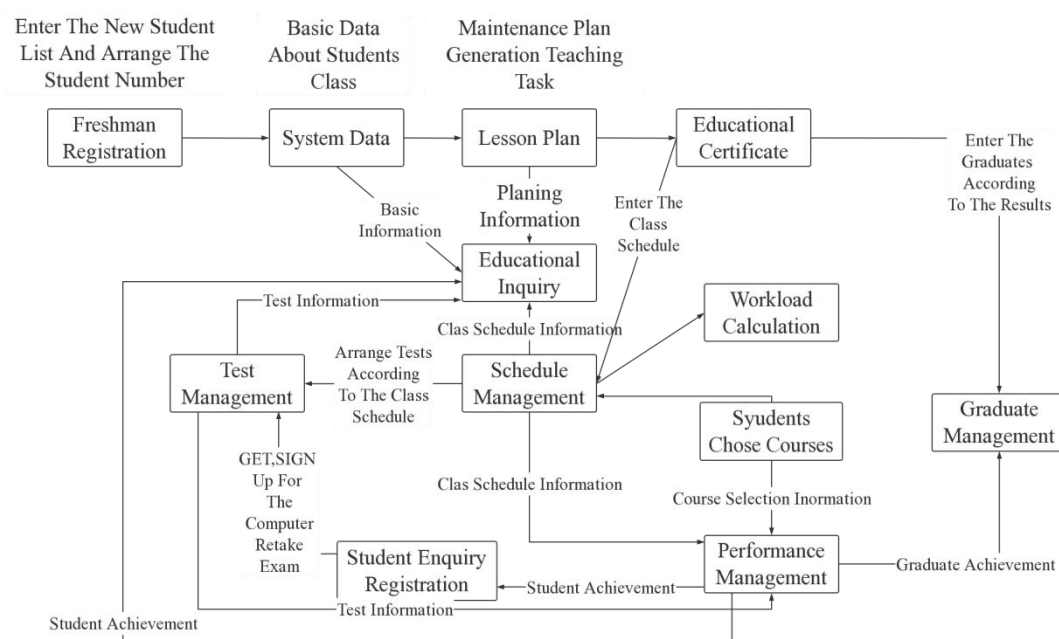 Enter The New Student
List And Arrange The
Student Number
Basic Data
About Students
Class
Maintenance Plan
Generation Teaching
Task
Freshman
Registration
System Data
Lesson Plan
Educational
Certificate
Enter The
Graduates
According
To The Results
Basic
Information
Planing
Information
Enter The
Class
Schedule
Educational
Inquiry
Test Information
Workload
Calculation
Clas Schedule Information
Test
Management
Arrange Tests
According
To The Class
Schedule
Schedule
Management
Syudents
Chose Courses
Graduate
Management
GET,SIGN
Up For
The
Computer
Retake
Exam
Clas Schedule Information
Course Selection Inormation
Student Enquiry
Registration
Student Achievement
Performance
Management
Graduate Achievement
Test Information
Student Achievement